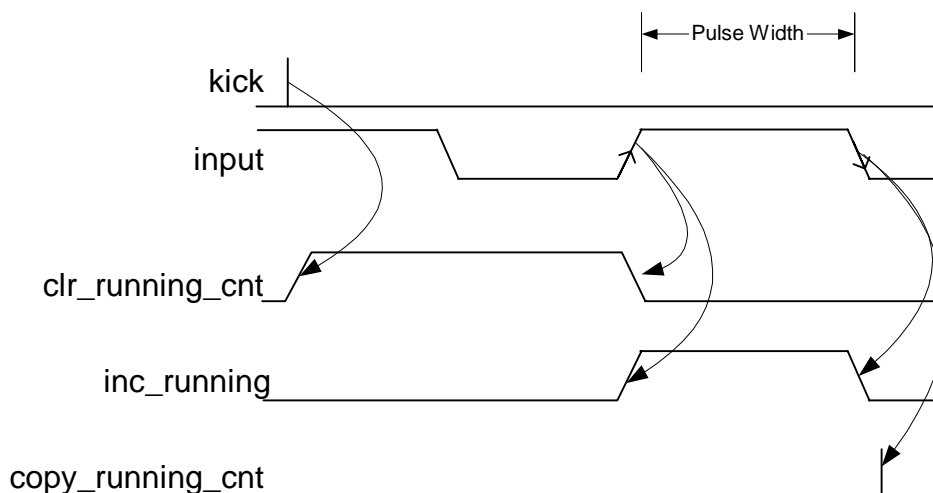 Pulse Width
kick
input
clr_running_cnt
inc_running
copy_running_cnt